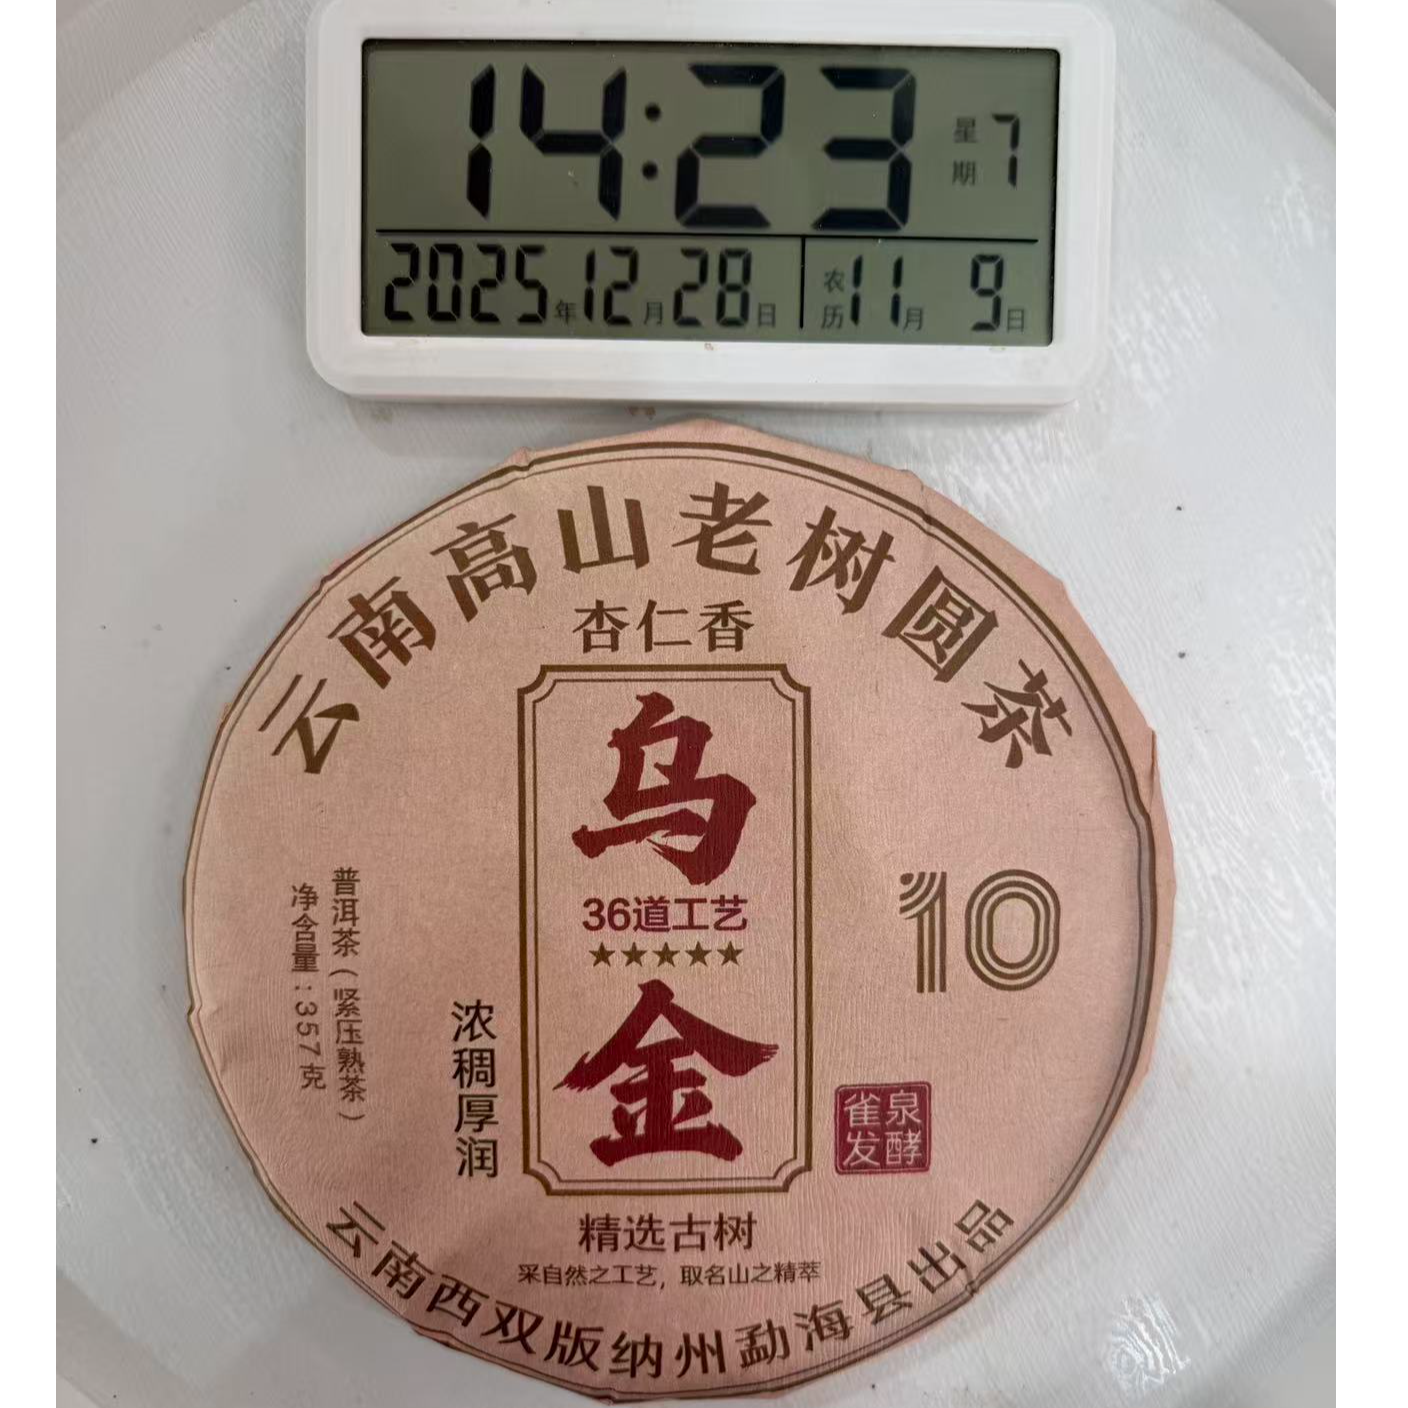 14:23 星期 7
2025年12月28日 农历11月9日
云南高山老树圆茶
杏仁香
乌
36道工艺
★★★★★
金
10
普洱茶（紧压熟茶）
净含量：357克
浓稠厚润
雀泉
发酵
精选古树
采自然之工艺，取名山之精萃
云南西双版纳州勐海县出品